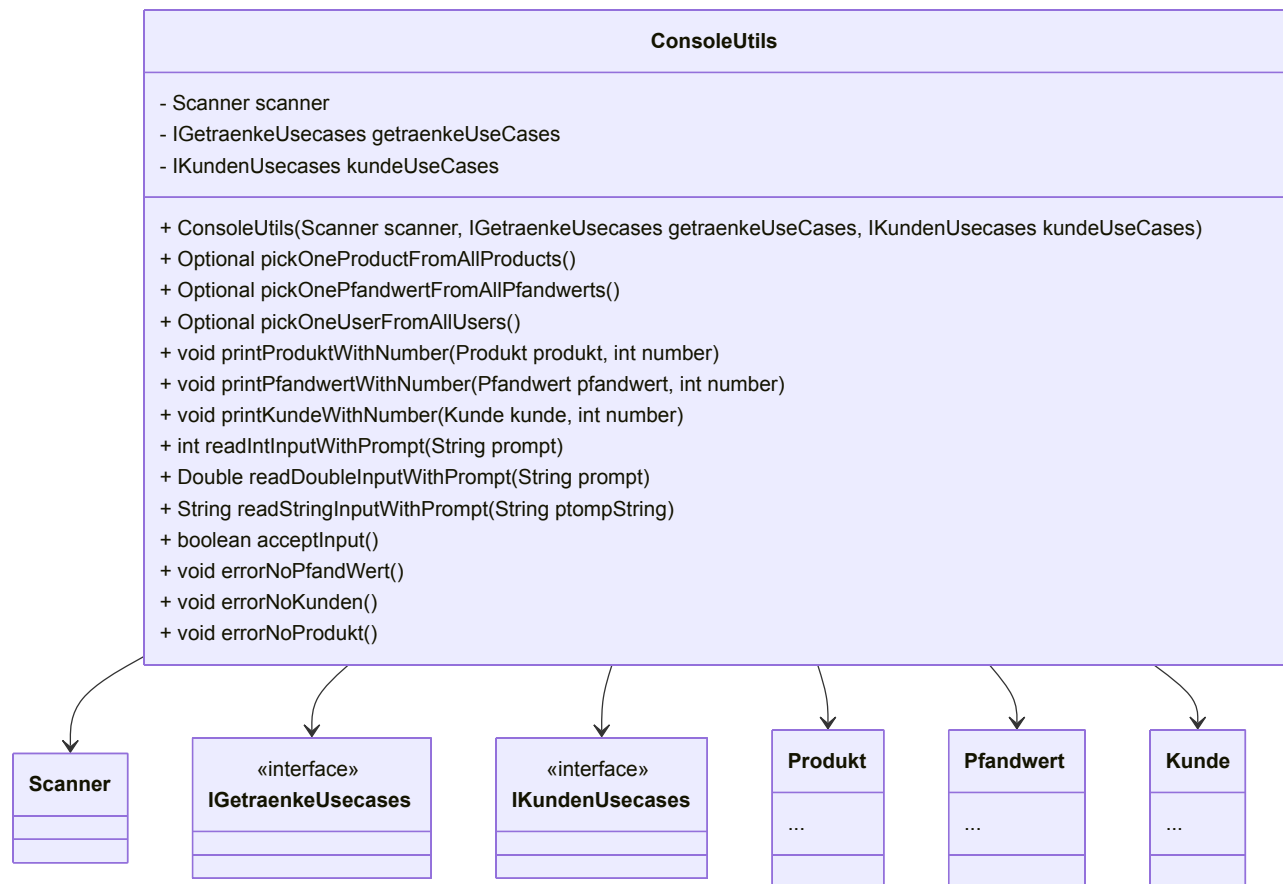 ConsoleUtils
- Scanner scanner
- IGetraenkeUsecases getraenkeUseCases
- IKundenUsecases kundeUseCases
+ ConsoleUtils(Scanner scanner, IGetraenkeUsecases getraenkeUseCases, IKundenUsecases kundeUseCases)
+ Optional pickOneProductFromAllProducts()
+ Optional pickOnePfandwertFromAllPfandwerts()
+ Optional pickOneUserFromAllUsers()
+ void printProduktWithNumber(Produkt produkt, int number)
+ void printPfandwertWithNumber(Pfandwert pfandwert, int number)
+ void printKundeWithNumber(Kunde kunde, int number)
+ int readIntInputWithPrompt(String prompt)
+ Double readDoubleInputWithPrompt(String prompt)
+ String readStringInputWithPrompt(String ptompString)
+ boolean acceptInput()
+ void errorNoPfandWert()
+ void errorNoKunden()
+ void errorNoProdukt()
Scanner
«interface»
IGetraenkeUsecases
«interface»
IKundenUsecases
Produkt
...
Pfandwert
...
Kunde
...